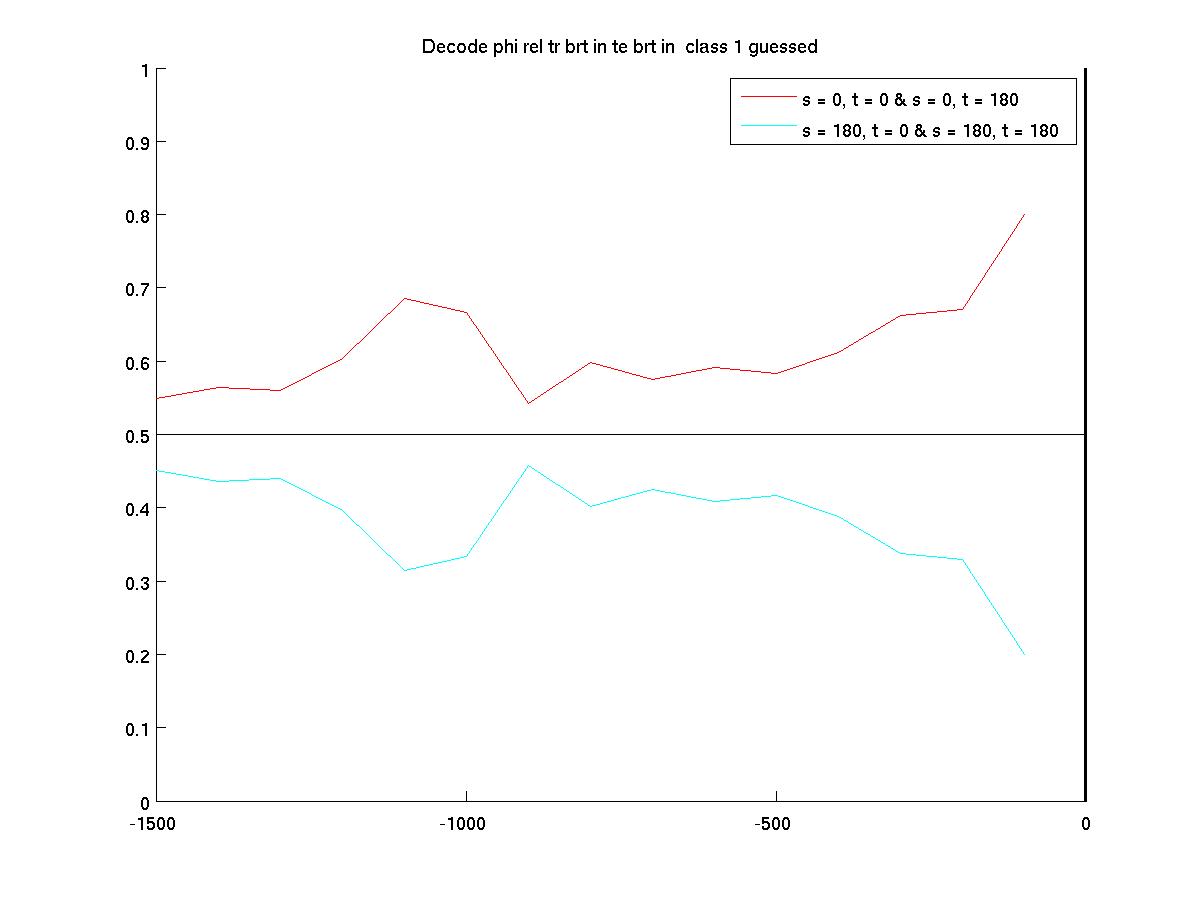 Decode phi rel tr brt in te brt in  class 1 guessed
s = 0, t = 0 & s = 0, t = 180
s = 180, t = 0 & s = 180, t = 180
1
0.9
0.8
0.7
0.6
0.5
0.4
0.3
0.2
0.1
0
-1500 -1000 -500 0